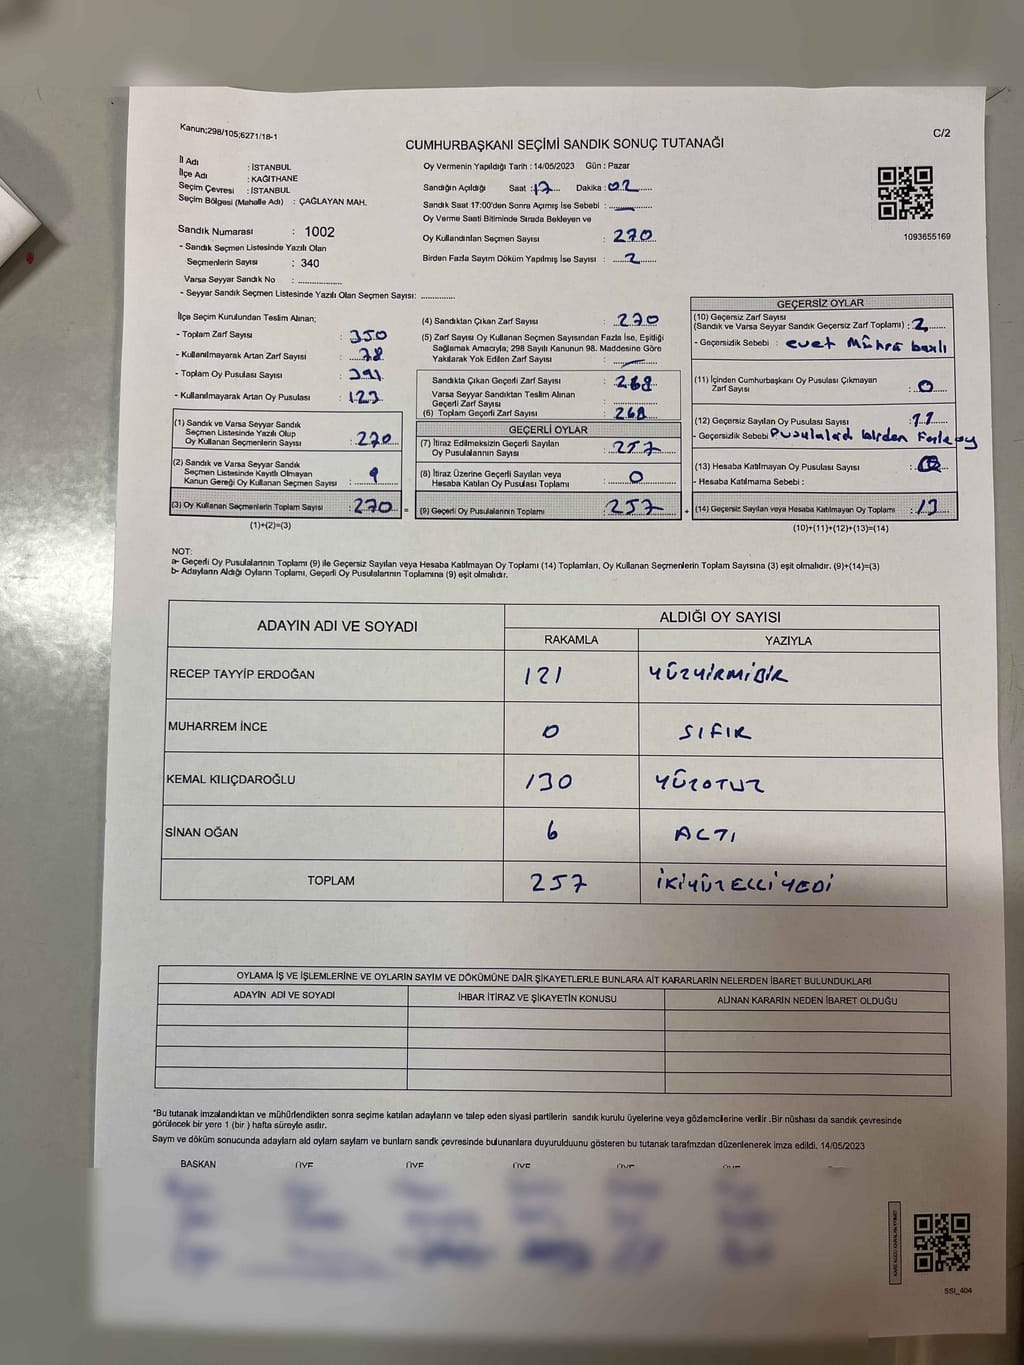 Kanun;298/105;6271/18-1
C/2
CUMHURBAŞKANI SEÇİMİ SANDIK SONUÇ TUTANAĞI
İl Adı : İSTANBUL
İlçe Adı : KAĞITHANE
Seçim Çevresi : İSTANBUL
Seçim Bölgesi (Mahalle Adı) : ÇAĞLAYAN MAH.
Sandık Numarası : 1002
- Sandık Seçmen Listesinde Yazılı Olan
Seçmenlerin Sayısı : 340
Varsa Seyyar Sandık No : ....................
- Seyyar Sandık Seçmen Listesinde Yazılı Olan Seçmen Sayısı: ................
Oy Vermenin Yapıldığı Tarih : 14/05/2023 Gün : Pazar
Sandığın Açıldığı Saat : 17 Dakika : 02
Sandık Saat 17:00'den Sonra Açımış İse Sebebi :
Oy Verme Saati Bitiminde Sırada Bekleyen ve
Oy Kullandırılan Seçmen Sayısı : 270
Birden Fazla Sayım Döküm Yapılmış İse Sayısı : 2
1093655169
İlçe Seçim Kurulundan Teslim Alınan;
- Toplam Zarf Sayısı : 350
- Kullanılmayarak Artan Zarf Sayısı : 78
- Toplam Oy Pusulası Sayısı : 391
- Kullanılmayarak Artan Oy Pusulası : 123
(1) Sandık ve Varsa Seyyar Sandık
Seçmen Listesinde Yazılı Olup
Oy Kullanan Seçmenlerin Sayısı : 270
(2) Sandık ve Varsa Seyyar Sandık
Seçmen Listesinde Kayıtlı Olmayan
Kanun Gereği Oy Kullanan Seçmen Sayısı : 9
(3) Oy Kullanan Seçmenlerin Toplam Sayısı : 270 =
(1)+(2)=(3)
(4) Sandıktan Çıkan Zarf Sayısı : 270
(5) Zarf Sayısı Oy Kullanan Seçmen Sayısından Fazla İse, Eşitliği
Sağlamak Amacıyla; 298 Sayılı Kanunun 98. Maddesine Göre
Yakılarak Yok Edilen Zarf Sayısı :
Sandıkta Çıkan Geçerli Zarf Sayısı : 268
Varsa Seyyar Sandıktan Teslim Alınan
Geçerli Zarf Sayısı : ....................
(6) Toplam Geçerli Zarf Sayısı : 268
GEÇERLİ OYLAR
(7) İtiraz Edilmeksizin Geçerli Sayılan
Oy Pusulalarının Sayısı : 257
(8) İtiraz Üzerine Geçerli Sayılan veya
Hesaba Katılan Oy Pusulası Toplamı : 0
(9) Geçerli Oy Pusulalarının Toplamı : 257 +
GEÇERSİZ OYLAR
(10) Geçersiz Zarf Sayısı
(Sandık ve Varsa Seyyar Sandık Geçersiz Zarf Toplamı) : 2
- Geçersizlik Sebebi : evet Mührü basılı
(11) İçinden Cumhurbaşkanı Oy Pusulası Çıkmayan
Zarf Sayısı : 0
(12) Geçersiz Sayılan Oy Pusulası Sayısı : 11
- Geçersizlik Sebebi birden Fazla oy
(13) Hesaba Katılmayan Oy Pusulası Sayısı :
- Hesaba Katılmama Sebebi :
(14) Geçersiz Sayılan veya Hesaba Katılmayan Oy Toplamı : 13
(10)+(11)+(12)+(13)=(14)
NOT:
a- Geçerli Oy Pusulalarının Toplamı (9) ile Geçersiz Sayılan veya Hesaba Katılmayan Oy Toplamı (14) Toplamları, Oy Kullanan Seçmenlerin Toplam Sayısına (3) eşit olmalıdır. (9)+(14)=(3)
b- Adayların Aldığı Oyların Toplamı, Geçerli Oy Pusulalarının Toplamına (9) eşit olmalıdır.
ADAYIN ADI VE SOYADI
ALDIĞI OY SAYISI
RAKAMLA YAZIYLA
RECEP TAYYİP ERDOĞAN 121 YÜZYİRMİBİR
MUHARREM İNCE 0 SIFIR
KEMAL KILIÇDAROĞLU 130 YÜZOTUZ
SİNAN OĞAN 6 ALTI
TOPLAM 257 İKİYÜZELLİYEDİ
OYLAMA İŞ VE İŞLEMLERİNE VE OYLARIN SAYIM VE DÖKÜMÜNE DAİR ŞİKAYETLERLE BUNLARA AİT KARARLARIN NELERDEN İBARET BULUNDUKLARI
ADAYIN ADI VE SOYADI İHBAR İTİRAZ VE ŞİKAYETİN KONUSU ALINAN KARARIN NEDEN İBARET OLDUĞU
*Bu tutanak imzalandıktan ve mühürlendikten sonra seçime katılan adayların ve talep eden siyasi partilerin sandık kurulu üyelerine veya gözlemcilerine verilir .Bir nüshası da sandık çevresinde
görülecek bir yere 1 (bir ) hafta süreyle asılır.
Sayım ve döküm sonucunda adayların ald oyların sayları ve bunların sandk çevresinde bulunanlara duyurulduunu gösteren bu tutanak tarafmzdan düzenlenerek imza edildi. 14/05/2023
BAŞKAN ÜYE ÜYE ÜYE ÜYE ÜYE
SSI_404